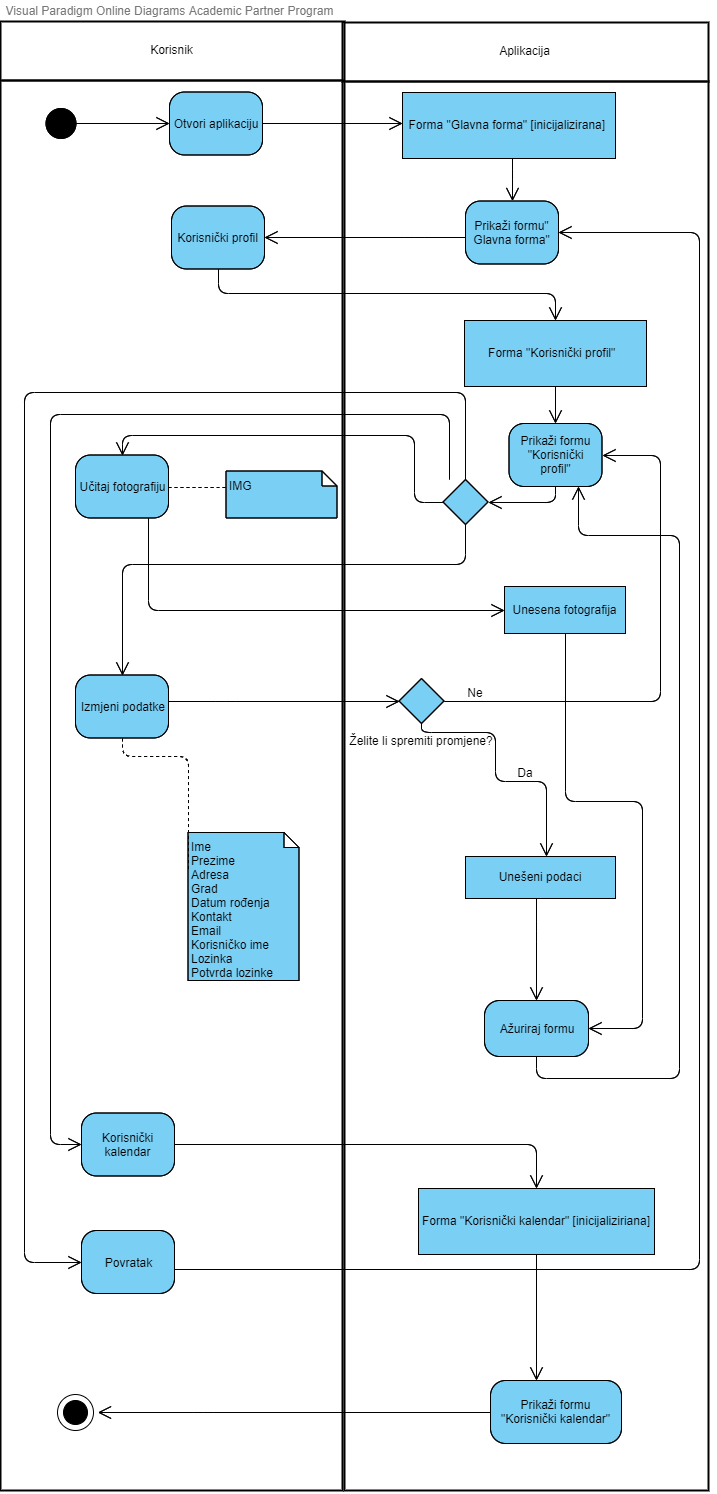 Visual Paradigm Online Diagrams Academic Partner Program
Korisnik
Aplikacija
Otvori aplikaciju
Forma "Glavna forma" [inicijalizirana]
Korisnički profil
Prikaži formu"
Glavna forma"
Forma "Korisnički profil"
Prikaži formu
"Korisnički
profil"
Učitaj fotografiju
IMG
Unesena fotografija
Izmjeni podatke
Ne
Želite li spremiti promjene?
Da
Ime
Prezime
Adresa
Grad
Datum rođenja
Kontakt
Email
Korisničko ime
Lozinka
Potvrda lozinke
Unešeni podaci
Ažuriraj formu
Korisnički
kalendar
Forma "Korisnički kalendar" [inicijaliziriana]
Povratak
Prikaži formu
"Korisnički kalendar"